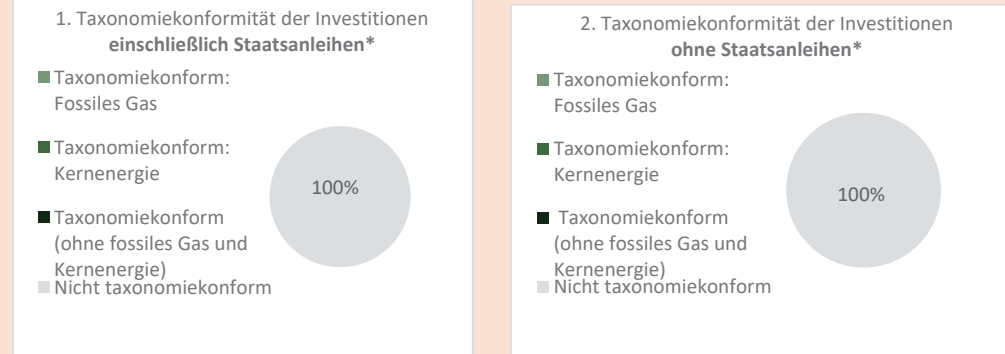 1. Taxonomiekonformität der Investitionen
einschließlich Staatsanleihen*
Taxonomiekonform:
Fossiles Gas
Taxonomiekonform:
Kernenergie
Taxonomiekonform
(ohne fossiles Gas und
Kernenergie)
Nicht taxonomiekonform
100%
2. Taxonomiekonformität der Investitionen
ohne Staatsanleihen*
Taxonomiekonform:
Fossiles Gas
Taxonomiekonform:
Kernenergie
Taxonomiekonform
(ohne fossiles Gas und
Kernenergie)
Nicht taxonomiekonform
100%